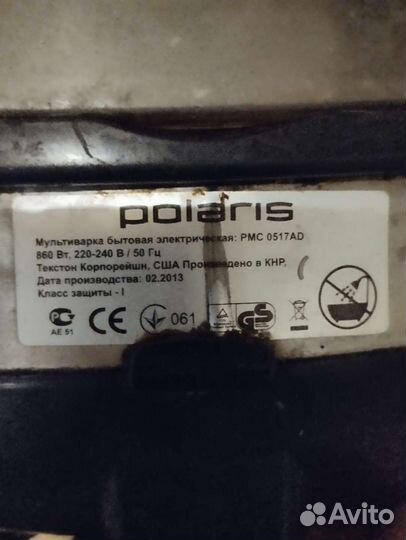 polaris
Мультиварка бытовая электрическая: PMC 0517AD
860 Вт, 220-240 В / 50 Гц
Текстон Корпорейшн, США Произведено в КНР,
Дата производства: 02.2013
Класс защиты - I
АЕ 51
CE
061
GS
Avito